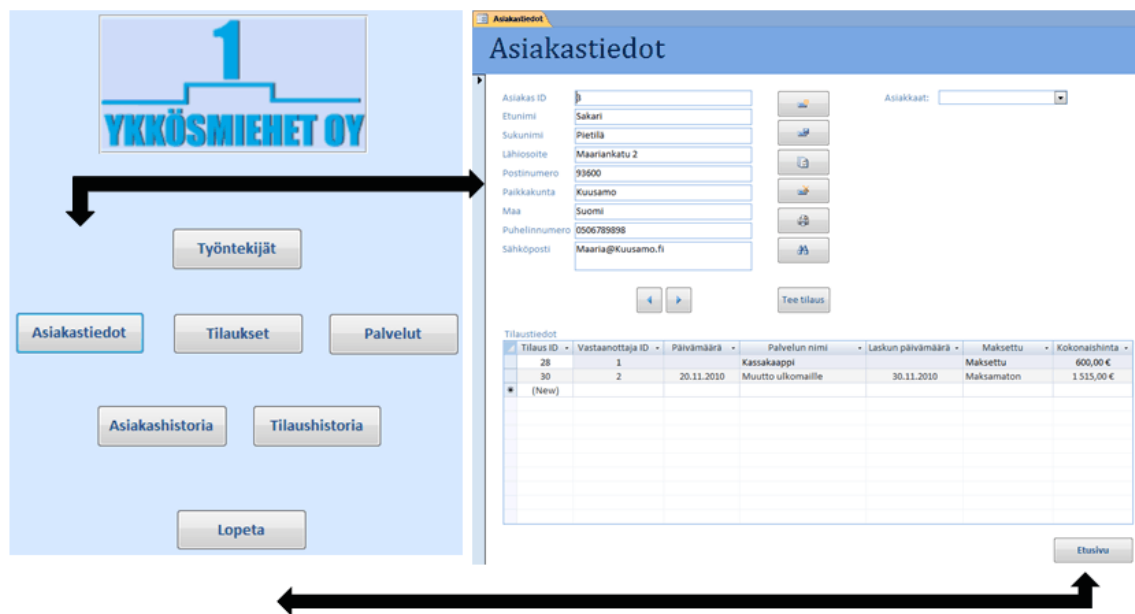 1
YKKÖSMIEHET OY
Työntekijät
Asiakastiedot Tilaukset Palvelut
Asiakashistoria Tilaushistoria
Lopeta
Asiakastiedot
Asiakastiedot
Asiakas ID 3 Asiakkaat:
Etunimi Sakari
Sukunimi Pietilä
Lähiosoite Maariankatu 2
Postinumero 93600
Paikkakunta Kuusamo
Maa Suomi
Puhelinnumero 0506789898
Sähköposti Maaria@Kuusamo.fi
Tee tilaus
Tilaustiedot
Tilaus ID Vastaanottaja ID Päivämäärä Palvelun nimi Laskun päivämäärä Maksettu Kokonaishinta
28 1 Kassakaappi Maksettu 600,00 €
30 2 20.11.2010 Muutto ulkomaille 30.11.2010 Maksamaton 1 515,00 €
(New)
Etusivu